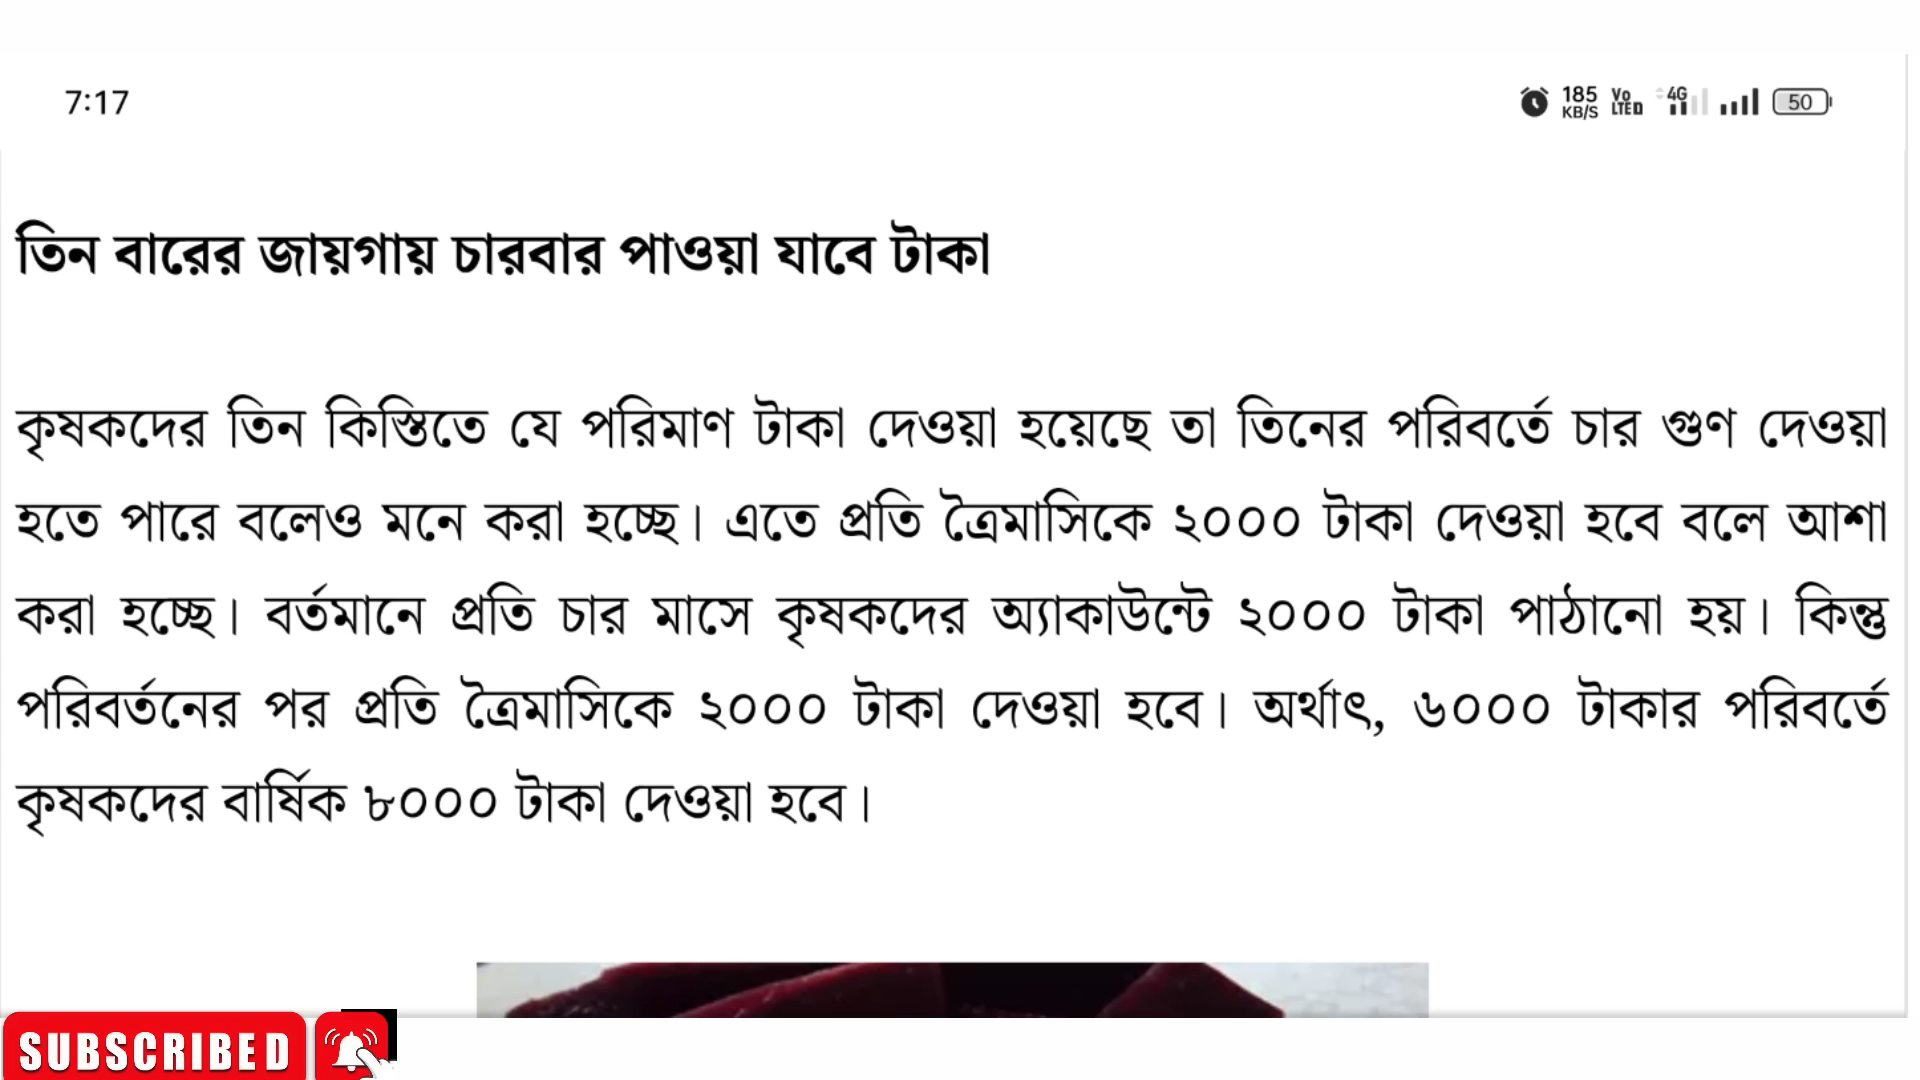 7:17
185 KB/S Vo LTED 4G 50
তিন বারের জায়গায় চারবার পাওয়া যাবে টাকা
কৃষকদের তিন কিস্তিতে যে পরিমাণ টাকা দেওয়া হয়েছে তা তিনের পরিবর্তে চার গুণ দেওয়া
হতে পারে বলেও মনে করা হচ্ছে। এতে প্রতি ত্রৈমাসিকে ২০০০ টাকা দেওয়া হবে বলে আশা
করা হচ্ছে। বর্তমানে প্রতি চার মাসে কৃষকদের অ্যাকাউন্টে ২০০০ টাকা পাঠানো হয়। কিন্তু
পরিবর্তনের পর প্রতি ত্রৈমাসিকে ২০০০ টাকা দেওয়া হবে। অর্থাৎ, ৬০০০ টাকার পরিবর্তে
কৃষকদের বার্ষিক ৮০০০ টাকা দেওয়া হবে।
SUBSCRIBED